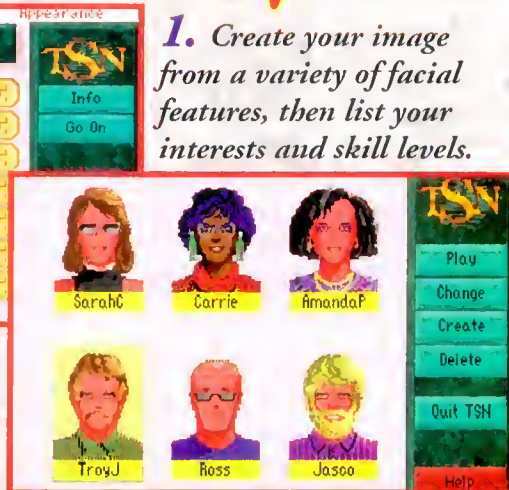 Appearance
TSN
Info
Go On
1. Create your image
from a variety of facial
features, then list your
interests and skill levels.
TSN
SarahC
Carrie
AmandaP
TroyJ
Ross
Jasco
Play
Change
Create
Delete
Quit TSN
Help